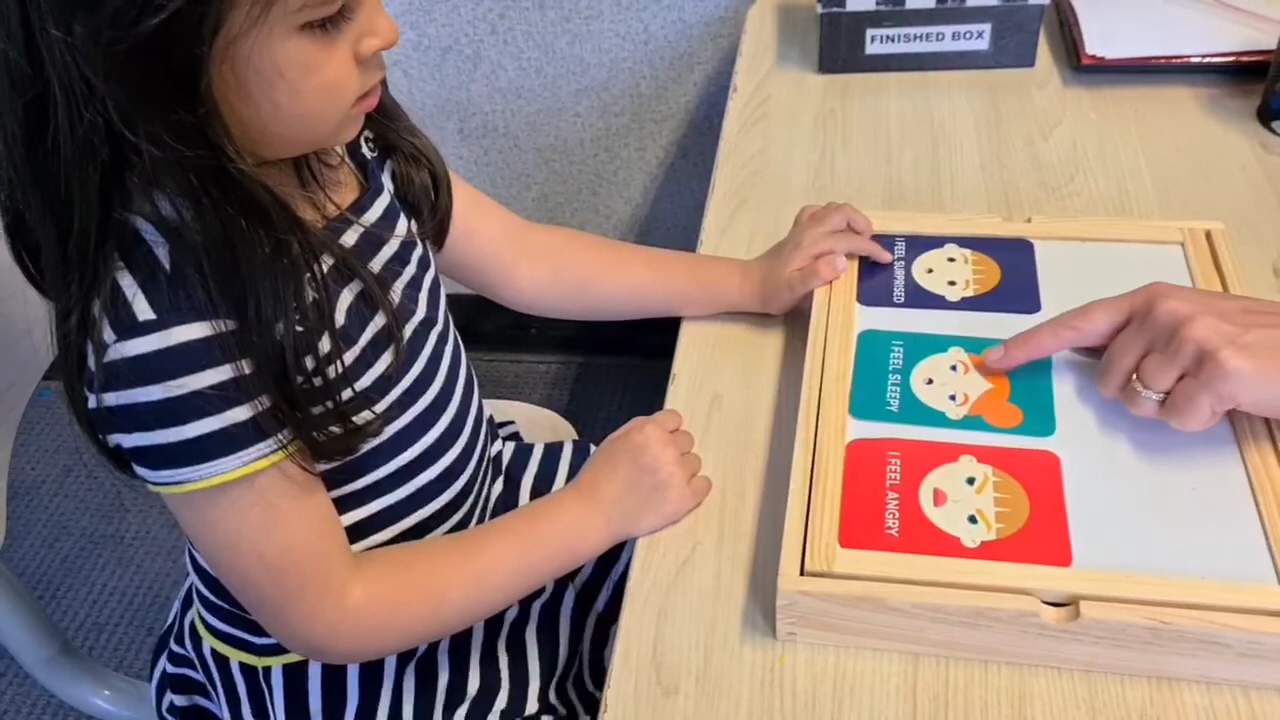 FINISHED BOX
I FEEL SURPRISED
I FEEL SLEEPY
I FEEL ANGRY